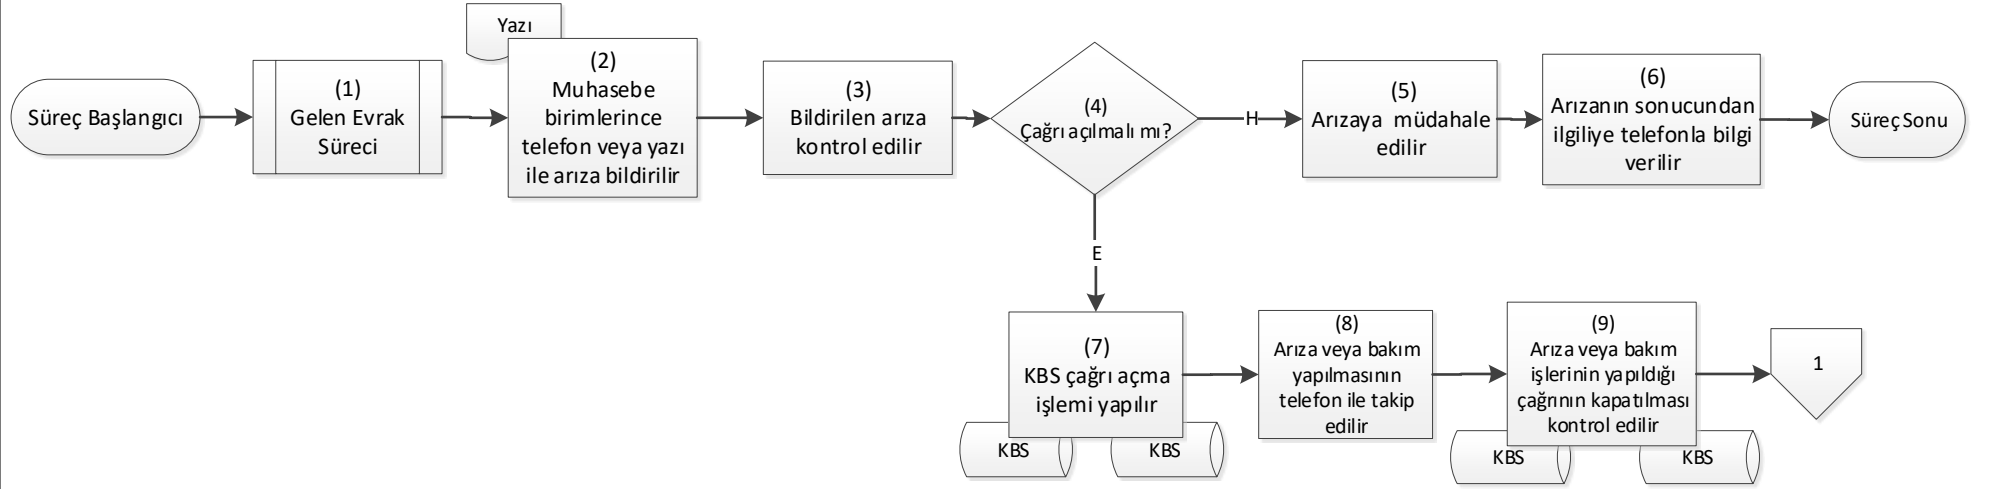 Süreç Başlangıcı
(1)
Gelen Evrak
Süreci
Yazı
(2)
Muhasebe
birimlerince
telefon veya yazı
ile arıza bildirilir
(3)
Bildirilen arıza
kontrol edilir
(4)
Çağrı açılmalı mı?
H
(5)
Arızaya müdahale
edilir
(6)
Arızanın sonucundan
ilgiliye telefonla bilgi
verilir
Süreç Sonu
E
(7)
KBS çağrı açma
işlemi yapılır
KBS
KBS
(8)
Arıza veya bakım
yapılmasının
telefon ile takip
edilir
(9)
Arıza veya bakım
işlerinin yapıldığı
çağrının kapatılması
kontrol edilir
KBS
KBS
1